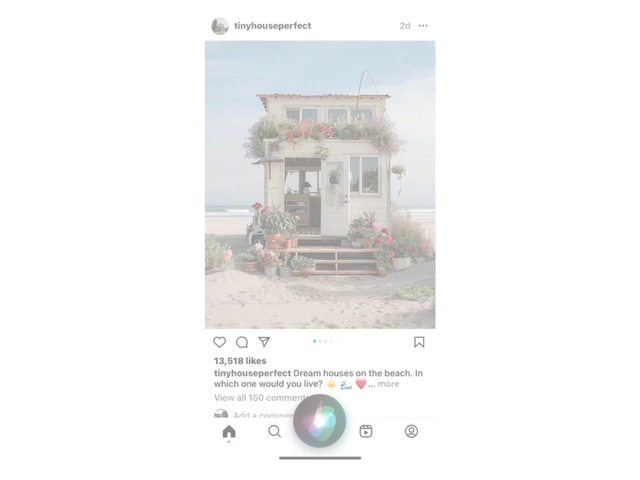 tinyhouseperfect
2d
13,518 likes
tinyhouseperfect Dream houses on the beach. In
which one would you live? ☀️ 🌊 ❤️ ... more
View all 150 comments
Add a comment